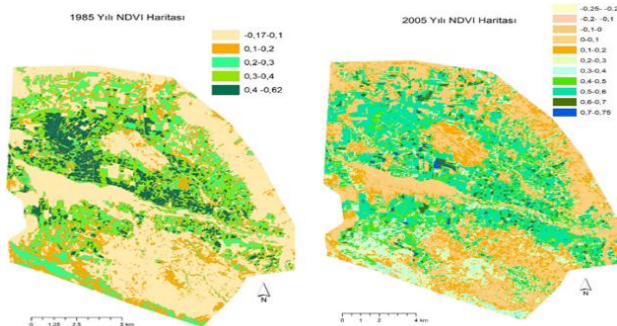 1985 Yılı NDVI Haritası
-0,17-0,1
0,1-0,2
0,2-0,3
0,3-0,4
0,4 -0,62
N
0 1.25 2.5 5 km
2005 Yılı NDVI Haritası
-0,25- -0,2
-0,2- -0,1
-0,1-0
0-0,1
0,1-0,2
0,2-0,3
0,3-0,4
0,4-0,5
0,5-0,6
0,6-0,7
0,7-0,75
N
0 1 2 4 km